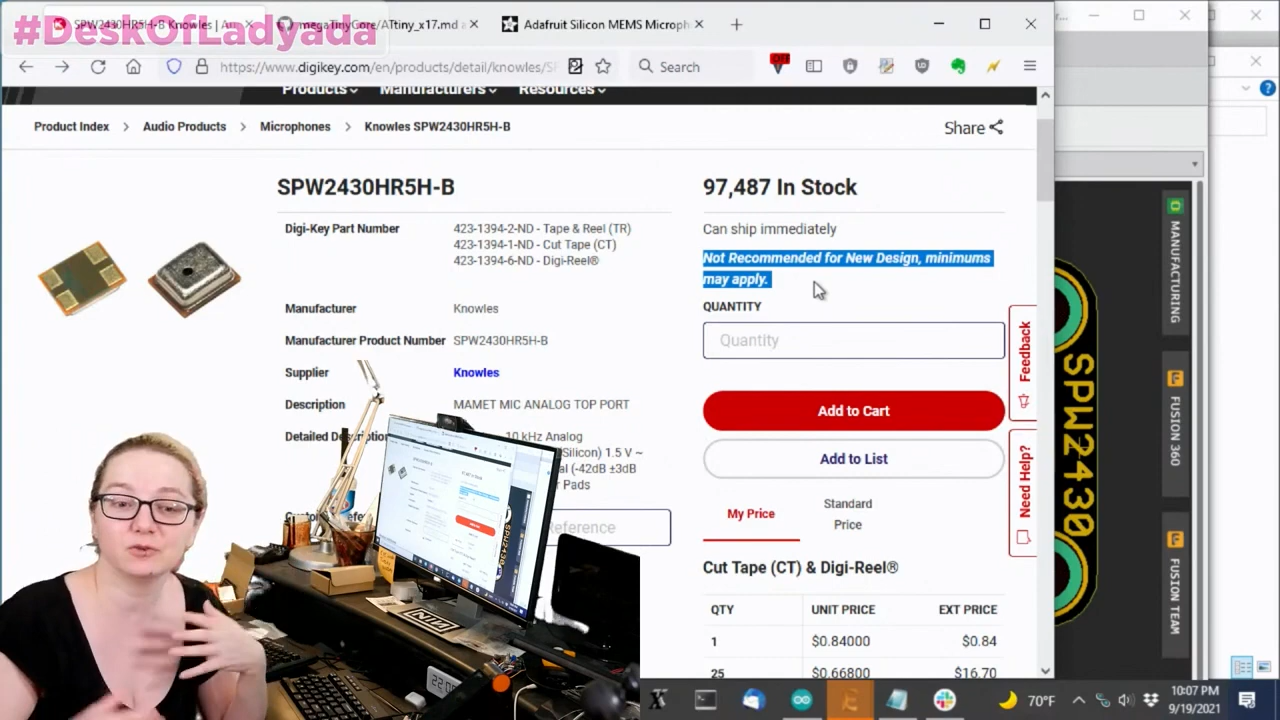 #DeskOfLadyada
SPW2430HR5H-B Knowles | Au
megaTinyCore/ATtiny_x17.md a
Adafruit Silicon MEMS Microph
https://www.digikey.com/en/products/detail/knowles/SP
Search
OFF
Products
Manufacturers
Resources
Product Index > Audio Products > Microphones > Knowles SPW2430HR5H-B
Share
SPW2430HR5H-B
Digi-Key Part Number
423-1394-2-ND - Tape & Reel (TR)
423-1394-1-ND - Cut Tape (CT)
423-1394-6-ND - Digi-Reel®
Manufacturer
Knowles
Manufacturer Product Number
SPW2430HR5H-B
Supplier
Knowles
Description
MAMET MIC ANALOG TOP PORT
Detailed
10 kHz Analog
Silicon) 1.5 V ~
(-42dB ±3dB
Pads
Reference
97,487 In Stock
Can ship immediately
Not Recommended for New Design, minimums
may apply.
QUANTITY
Quantity
Add to Cart
Add to List
My Price
Standard
Price
Cut Tape (CT) & Digi-Reel®
QTY UNIT PRICE EXT PRICE
1 $0.84000 $0.84
25 $0.66800 $16.70
Feedback
Need Help?
MANUFACTURING
FUSION 360
FUSION TEAM
SPW2430
70°F
10:07 PM
9/19/2021